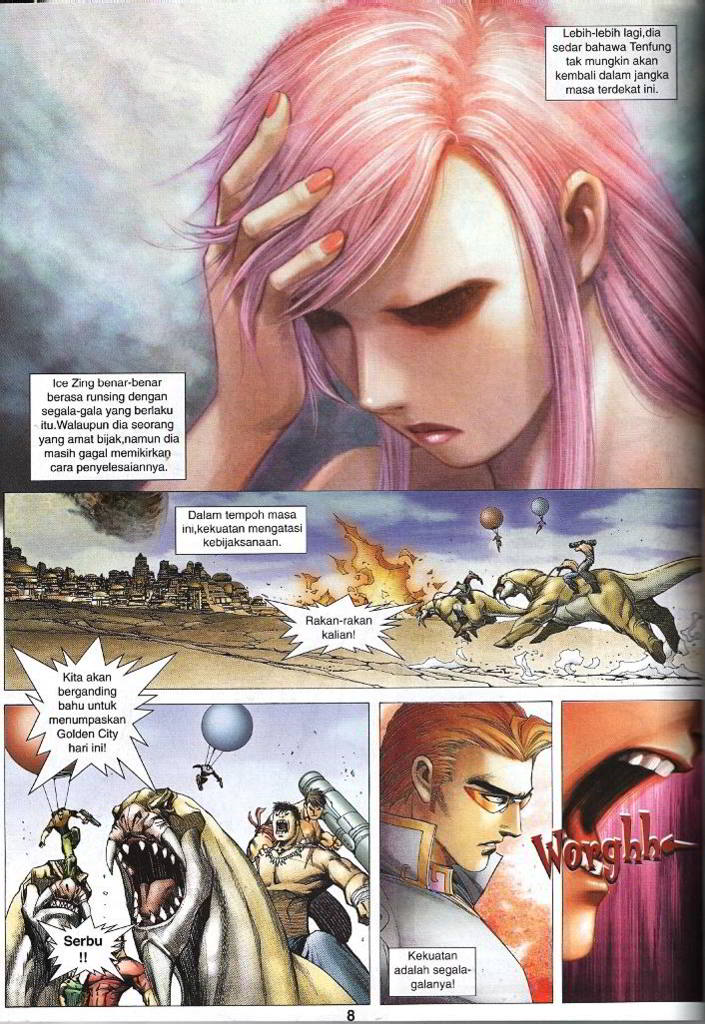 Lebih-lebih lagi,dia
sedar bahawa Tenfung
tak mungkin akan
kembali dalam jangka
masa terdekat ini.
Ice Zing benar-benar
berasa runsing dengan
segala-gala yang berlaku
itu.Walaupun dia seorang
yang amat bijak,namun dia
masih gagal memikirkan
cara penyelesaiannya.
Dalam tempoh masa
ini,kekuatan mengatasi
kebijaksanaan.
Rakan-rakan
kalian!
Kita akan
berganding
bahu untuk
menumpaskan
Golden City
hari ini!
Serbu
!!
Kekuatan
adalah segala-
galanya!
Worghh
8